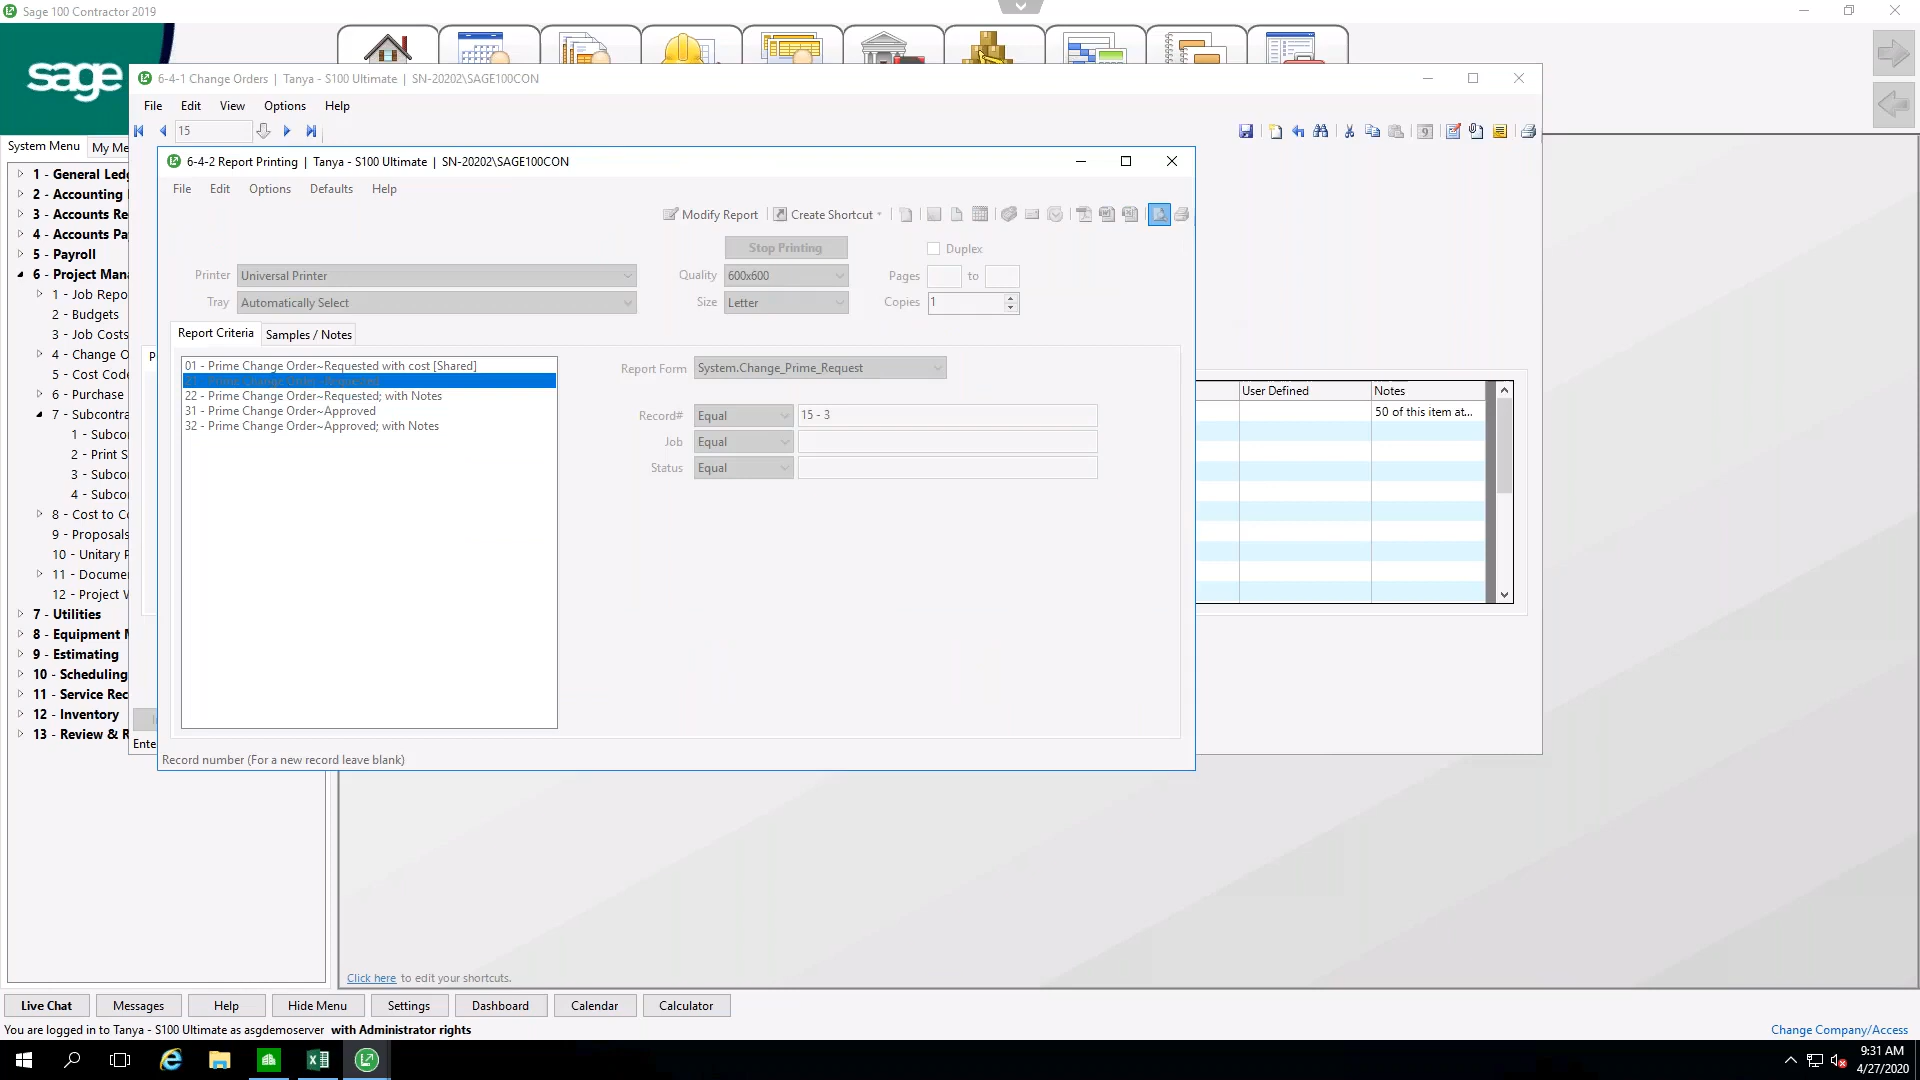 Sage 100 Contractor 2019
sage
6-4-1 Change Orders | Tanya - S100 Ultimate | SN-20202\SAGE100CON
File Edit View Options Help
15
System Menu My Me
6-4-2 Report Printing | Tanya - S100 Ultimate | SN-20202\SAGE100CON
File Edit Options Defaults Help
Modify Report Create Shortcut
Stop Printing Duplex
Printer Universal Printer Quality 600x600 Pages to
Tray Automatically Select Size Letter Copies 1
Report Criteria Samples / Notes
01 - Prime Change Order~Requested with cost [Shared]
21 - Prime Change Order~Requested
22 - Prime Change Order~Requested; with Notes
31 - Prime Change Order~Approved
32 - Prime Change Order~Approved; with Notes
Report Form System.Change_Prime_Request
Record# Equal 15 - 3
Job Equal
Status Equal
Record number (For a new record leave blank)
User Defined Notes
50 of this item at...
1 - General Ledg
2 - Accounting
3 - Accounts Re
4 - Accounts Pa
5 - Payroll
6 - Project Mana
1 - Job Repo
2 - Budgets
3 - Job Costs
4 - Change O
5 - Cost Code
6 - Purchase
7 - Subcontra
1 - Subco
2 - Print S
3 - Subco
4 - Subco
8 - Cost to Co
9 - Proposals
10 - Unitary P
11 - Docume
12 - Project W
7 - Utilities
8 - Equipment M
9 - Estimating
10 - Scheduling
11 - Service Rec
12 - Inventory
13 - Review & R
P
Ente
Click here to edit your shortcuts.
Live Chat Messages Help Hide Menu Settings Dashboard Calendar Calculator
You are logged in to Tanya - S100 Ultimate as asgdemoserver with Administrator rights
Change Company/Access
9:31 AM
4/27/2020